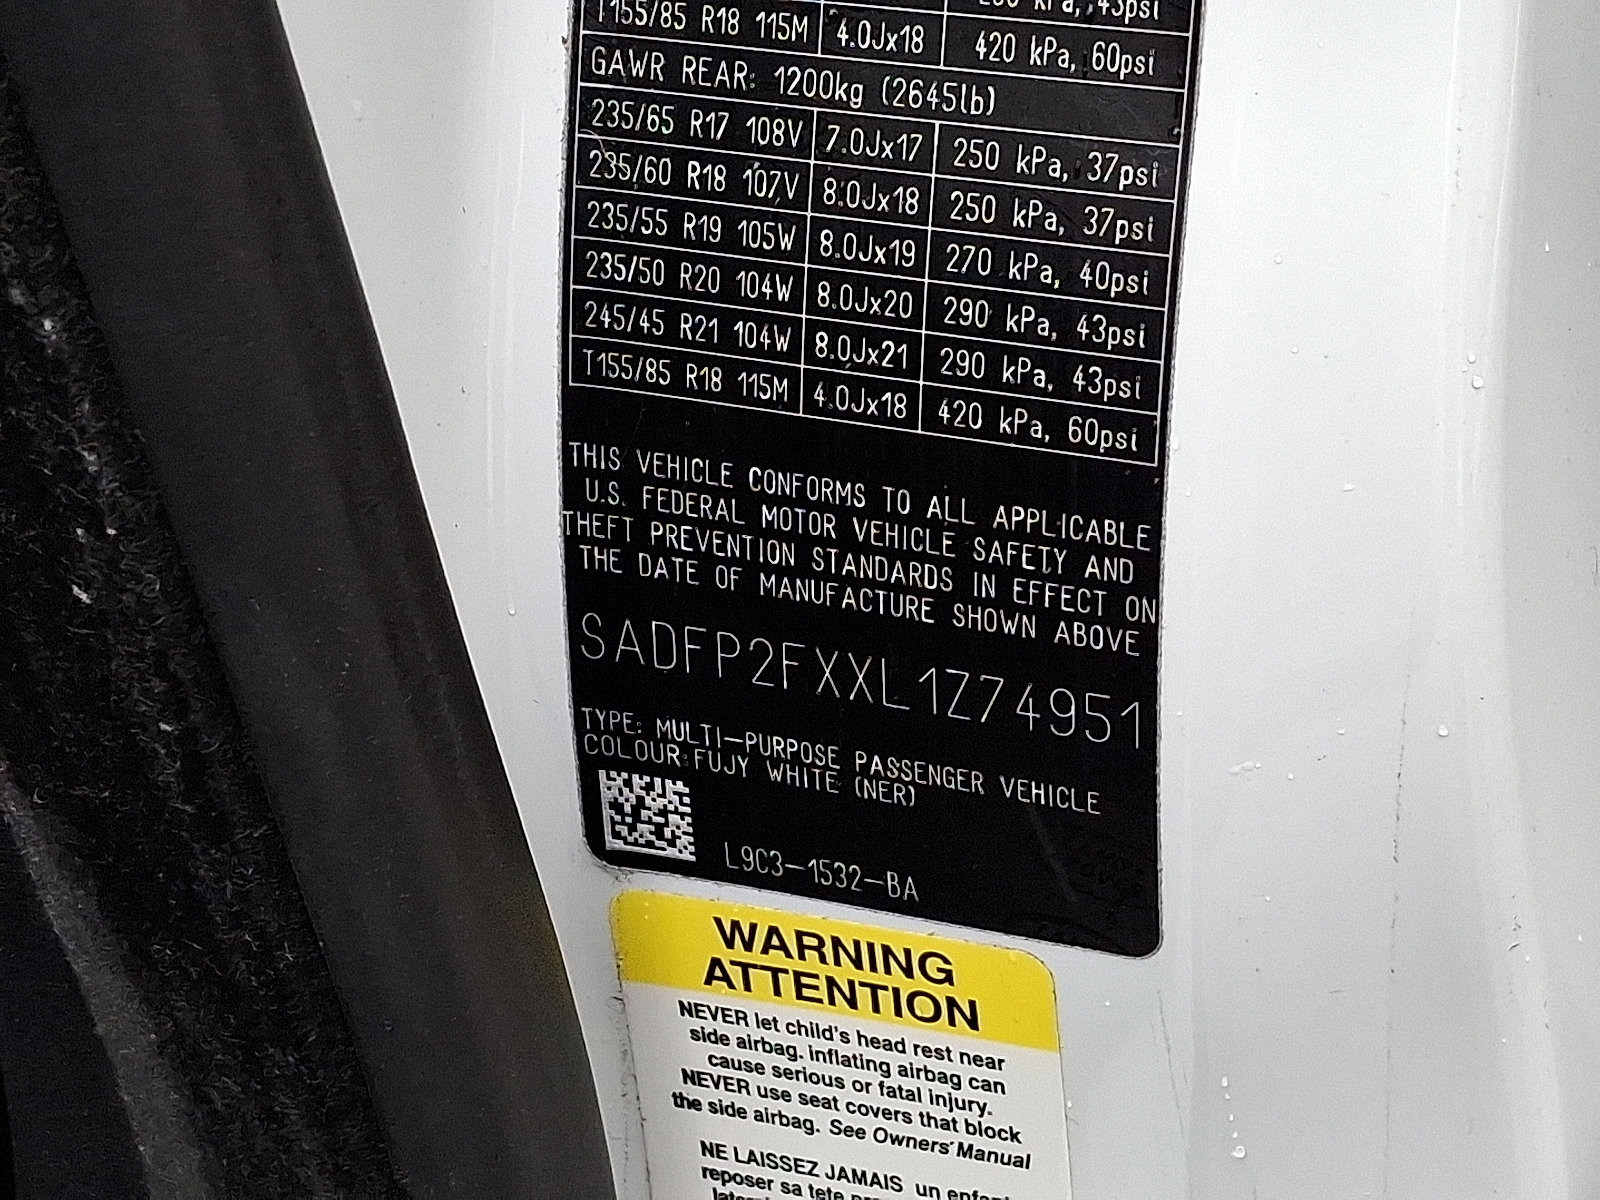 kPa, 43psi
T155/85 R18 115M 4.0Jx18 420 kPa, 60psi
GAWR REAR: 1200kg (2645lb)
235/65 R17 108V 7.0Jx17 250 kPa, 37psi
235/60 R18 107V 8.0Jx18 250 kPa, 37psi
235/55 R19 105W 8.0Jx19 270 kPa, 40psi
235/50 R20 104W 8.0Jx20 290 kPa, 43psi
245/45 R21 104W 8.0Jx21 290 kPa, 43psi
T155/85 R18 115M 4.0Jx18 420 kPa, 60psi
THIS VEHICLE CONFORMS TO ALL APPLICABLE
U.S. FEDERAL MOTOR VEHICLE SAFETY AND
THEFT PREVENTION STANDARDS IN EFFECT ON
THE DATE OF MANUFACTURE SHOWN ABOVE
SADFP2FXXL1Z74951
TYPE: MULTI-PURPOSE PASSENGER VEHICLE
COLOUR:FUJY WHITE (NER)
L9C3-1532-BA
WARNING
ATTENTION
NEVER let child's head rest near
side airbag. inflating airbag can
cause serious or fatal injury.
NEVER use seat covers that block
the side airbag. See Owners' Manual
NE LAISSEZ JAMAIS un
reposer sa tete